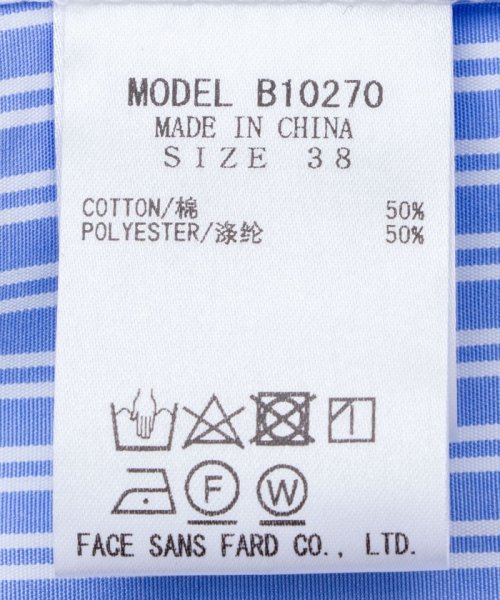 MODEL B10270
MADE IN CHINA
SIZE 38
COTTON/棉 50%
POLYESTER/涤纶 50%
F W
FACE SANS FARD CO., LTD.